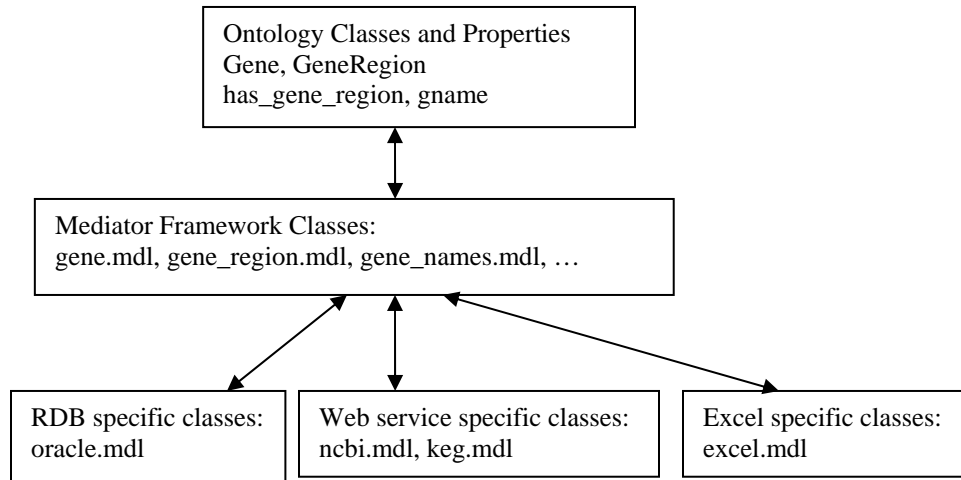 Ontology Classes and Properties
Gene, GeneRegion
has_gene_region, gname
Mediator Framework Classes:
gene.mdl, gene_region.mdl, gene_names.mdl, …
RDB specific classes:
oracle.mdl
Web service specific classes:
ncbi.mdl, keg.mdl
Excel specific classes:
excel.mdl